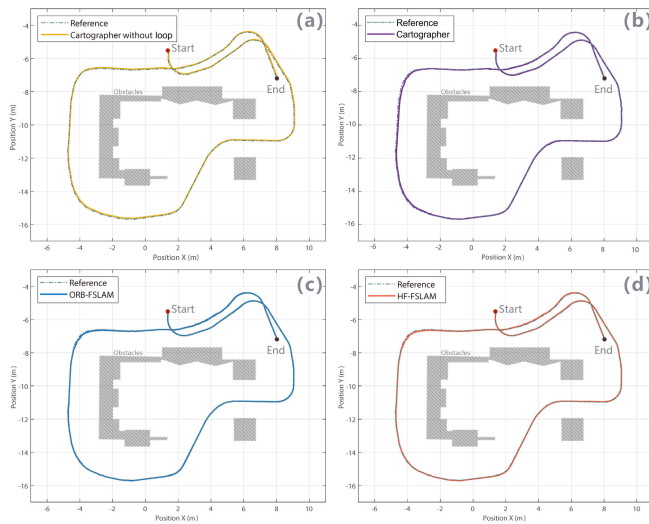 (a)
Reference
Cartographer without loop
Start
End
Obstacles
-4
-6
-8
-10
-12
-14
-16
Position Y (m)
-6 -4 -2 0 2 4 6 8 10
Position X (m)
(b)
Reference
Cartographer
Start
End
Obstacles
-4
-6
-8
-10
-12
-14
-16
Position Y (m)
-6 -4 -2 0 2 4 6 8 10
Position X (m)
(c)
Reference
ORB-FSLAM
Start
End
Obstacles
-4
-6
-8
-10
-12
-14
-16
Position Y (m)
-6 -4 -2 0 2 4 6 8 10
Position X (m)
(d)
Reference
HF-FSLAM
Start
End
Obstacles
-4
-6
-8
-10
-12
-14
-16
Position Y (m)
-6 -4 -2 0 2 4 6 8 10
Position X (m)